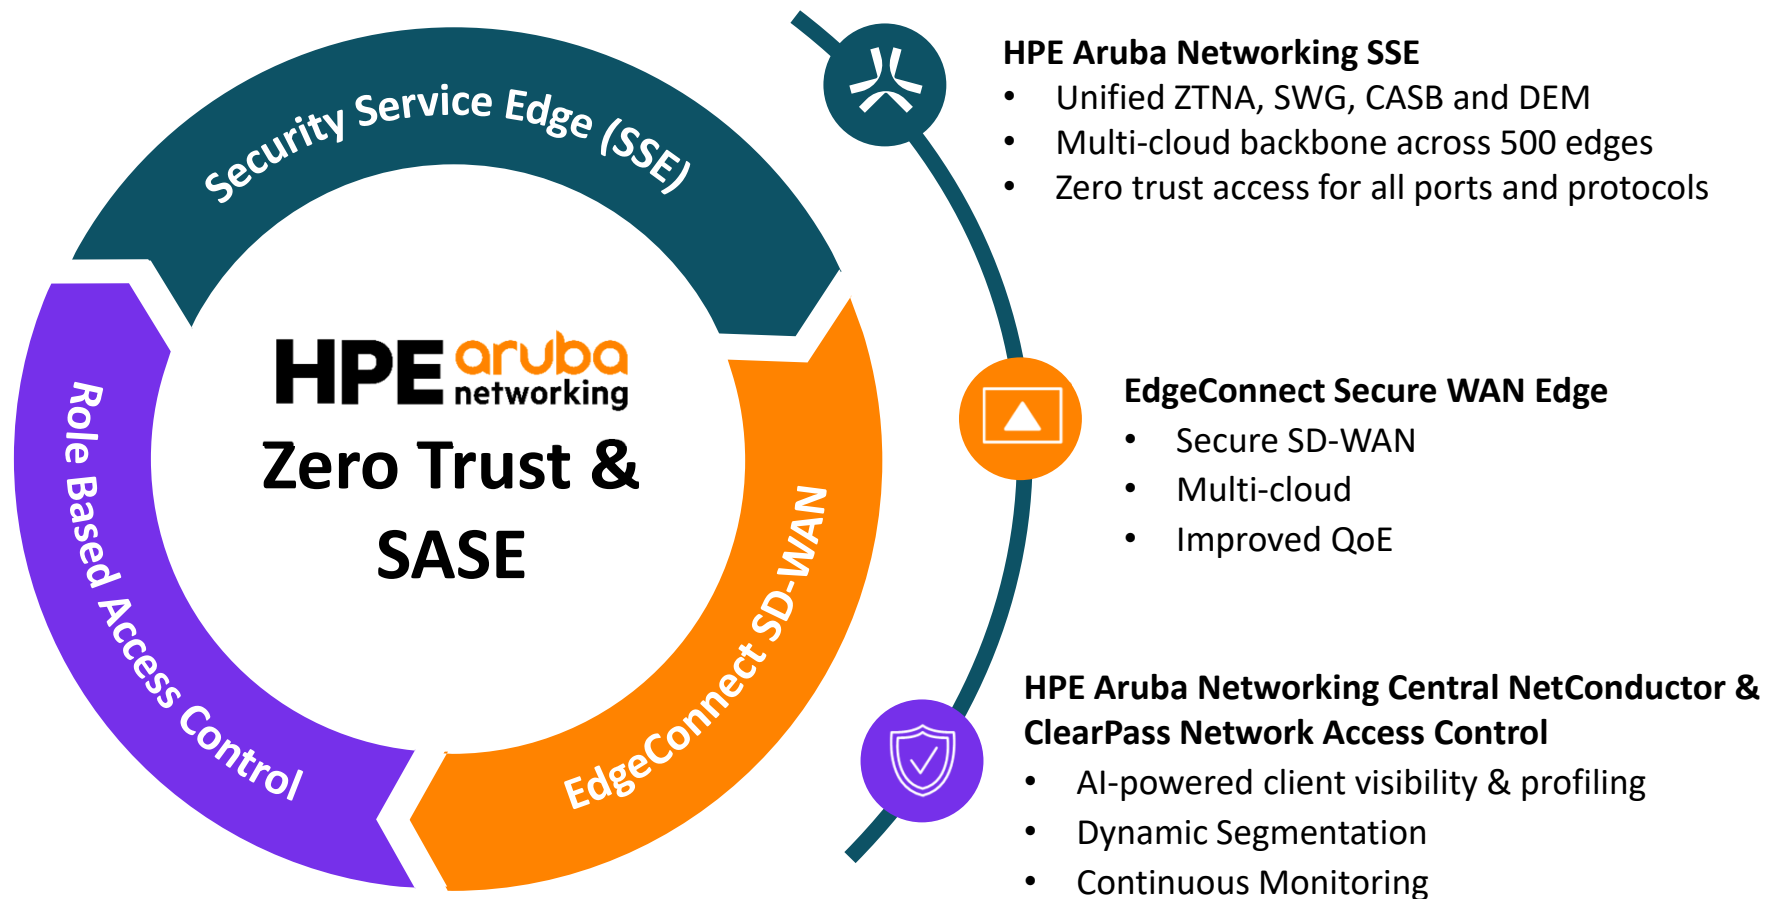 Security Service Edge (SSE)
EdgeConnect SD-WAN
Role Based Access Control
HPE aruba
networking
Zero Trust &
SASE
HPE Aruba Networking SSE
• Unified ZTNA, SWG, CASB and DEM
• Multi-cloud backbone across 500 edges
• Zero trust access for all ports and protocols
EdgeConnect Secure WAN Edge
• Secure SD-WAN
• Multi-cloud
• Improved QoE
HPE Aruba Networking Central NetConductor &
ClearPass Network Access Control
• AI-powered client visibility & profiling
• Dynamic Segmentation
• Continuous Monitoring